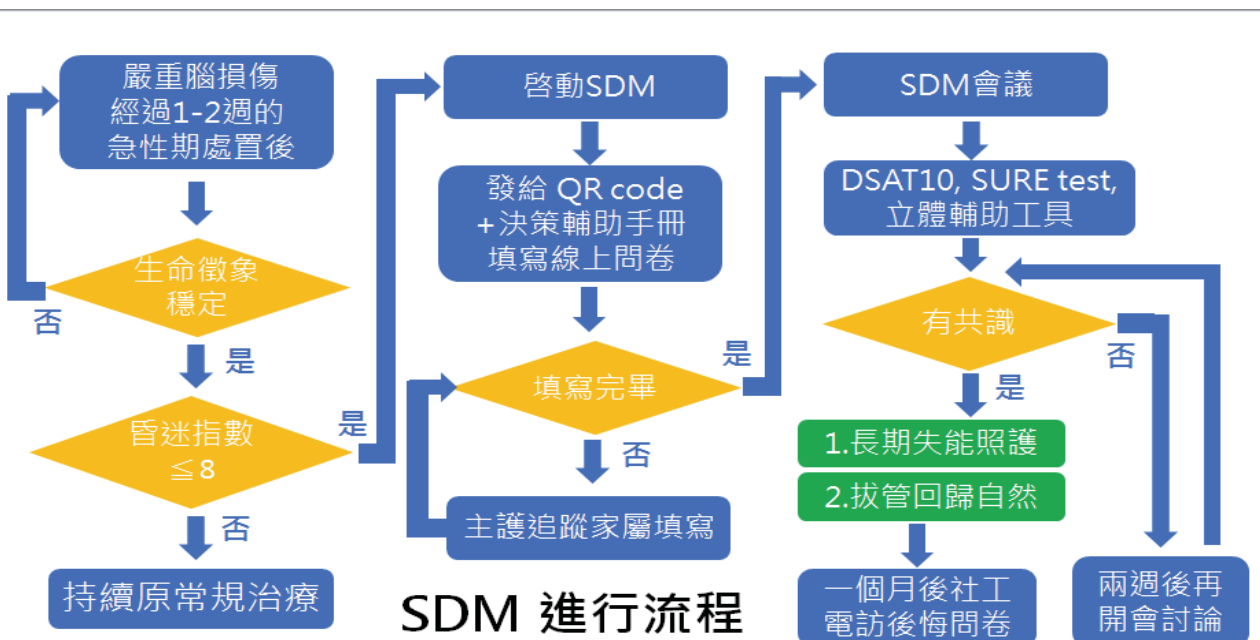 嚴重腦損傷
經過1-2週的
急性期處置後
生命徵象
穩定
否
是
昏迷指數
≦8
是
否
持續原常規治療
啓動SDM
發給 QR code
+決策輔助手冊
填寫線上問卷
填寫完畢
是
否
主護追蹤家屬填寫
SDM會議
DSAT10, SURE test,
立體輔助工具
有共識
否
是
1.長期失能照護
2.拔管回歸自然
一個月後社工
電訪後悔問卷
兩週後再
開會討論
SDM 進行流程